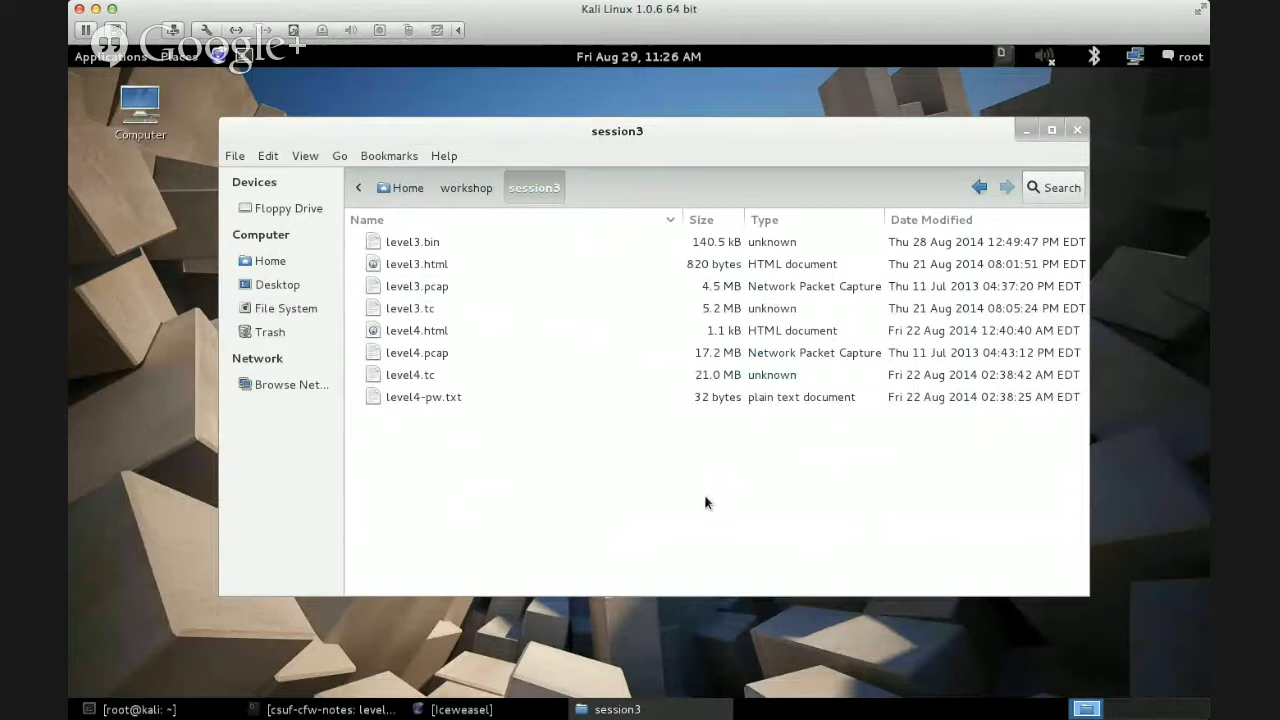 Kali Linux 1.0.6 64 bit
Google+
Applications Places
Fri Aug 29, 11:26 AM
root
Computer
session3
File Edit View Go Bookmarks Help
Devices
Floppy Drive
Computer
Home
Desktop
File System
Trash
Network
Browse Net...
Home workshop session3
Search
Name Size Type Date Modified
level3.bin 140.5 kB unknown Thu 28 Aug 2014 12:49:47 PM EDT
level3.html 820 bytes HTML document Thu 21 Aug 2014 08:01:51 PM EDT
level3.pcap 4.5 MB Network Packet Capture Thu 11 Jul 2013 04:37:20 PM EDT
level3.tc 5.2 MB unknown Thu 21 Aug 2014 08:05:24 PM EDT
level4.html 1.1 kB HTML document Fri 22 Aug 2014 12:40:40 AM EDT
level4.pcap 17.2 MB Network Packet Capture Thu 11 Jul 2013 04:43:12 PM EDT
level4.tc 21.0 MB unknown Fri 22 Aug 2014 02:38:42 AM EDT
level4-pw.txt 32 bytes plain text document Fri 22 Aug 2014 02:38:25 AM EDT
[root@kali: ~]
[csuf-cfw-notes: level...
[Iceweasel]
session3